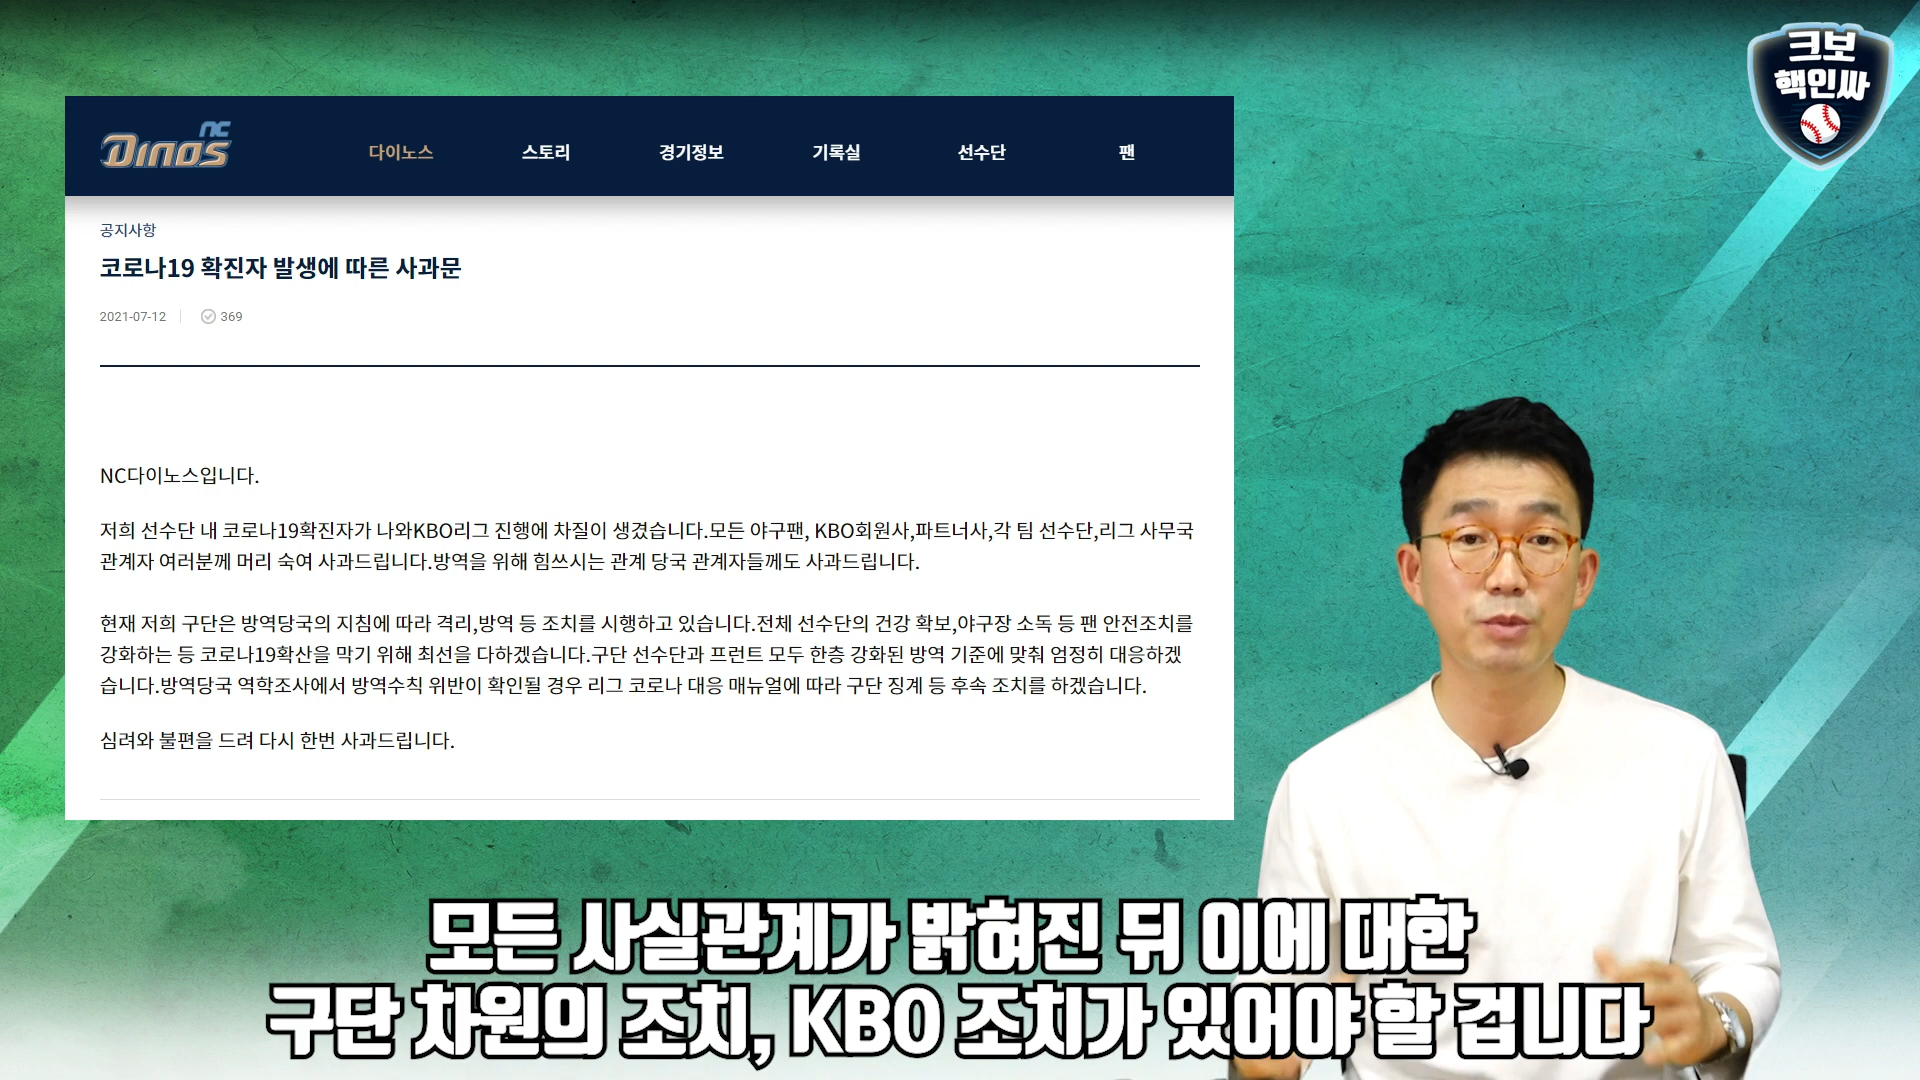 크보
핵인싸
nc
Dinos
다이노스 스토리 경기정보 기록실 선수단 팬
공지사항
코로나19 확진자 발생에 따른 사과문
2021-07-12 369
NC다이노스입니다.
저희 선수단 내 코로나19확진자가 나와KBO리그 진행에 차질이 생겼습니다.모든 야구팬, KBO회원사,파트너사,각 팀 선수단,리그 사무국
관계자 여러분께 머리 숙여 사과드립니다.방역을 위해 힘쓰시는 관계 당국 관계자들께도 사과드립니다.
현재 저희 구단은 방역당국의 지침에 따라 격리,방역 등 조치를 시행하고 있습니다.전체 선수단의 건강 확보,야구장 소독 등 팬 안전조치를
강화하는 등 코로나19확산을 막기 위해 최선을 다하겠습니다.구단 선수단과 프런트 모두 한층 강화된 방역 기준에 맞춰 엄정히 대응하겠
습니다.방역당국 역학조사에서 방역수칙 위반이 확인될 경우 리그 코로나 대응 매뉴얼에 따라 구단 징계 등 후속 조치를 하겠습니다.
심려와 불편을 드려 다시 한번 사과드립니다.
모든 사실관계가 밝혀진 뒤 이에 대한
구단 차원의 조치, KBO 조치가 있어야 할 겁니다